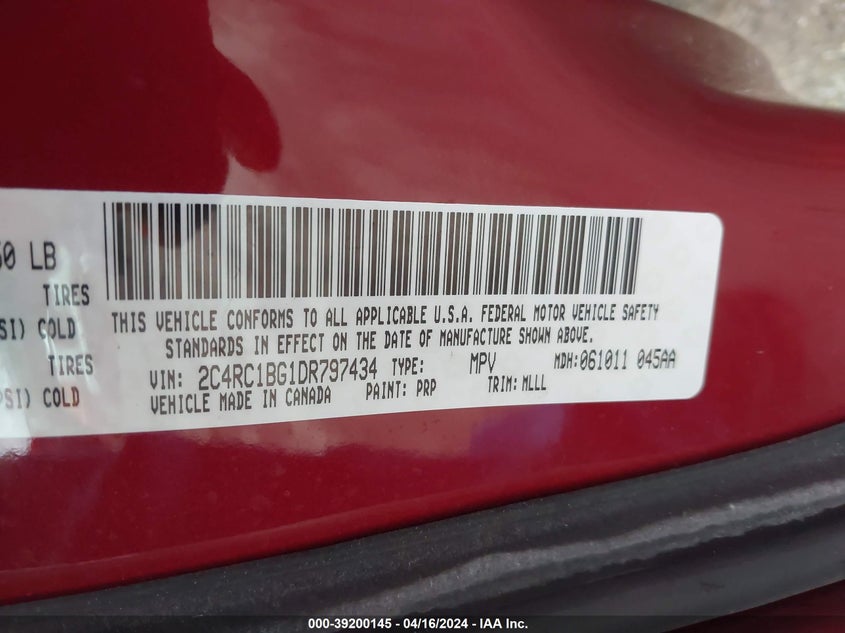 50 LB
TIRES
SI) COLD
TIRES
PSI) COLD
THIS VEHICLE CONFORMS TO ALL APPLICABLE U.S.A. FEDERAL MOTOR VEHICLE SAFETY
STANDARDS IN EFFECT ON THE DATE OF MANUFACTURE SHOWN ABOVE.
VIN: 2C4RC1BG1DR797434 TYPE: MPV MDH: 061011 045AA
VEHICLE MADE IN CANADA PAINT: PRP TRIM: MLLL
000-39200145 - 04/16/2024 - IAA Inc.